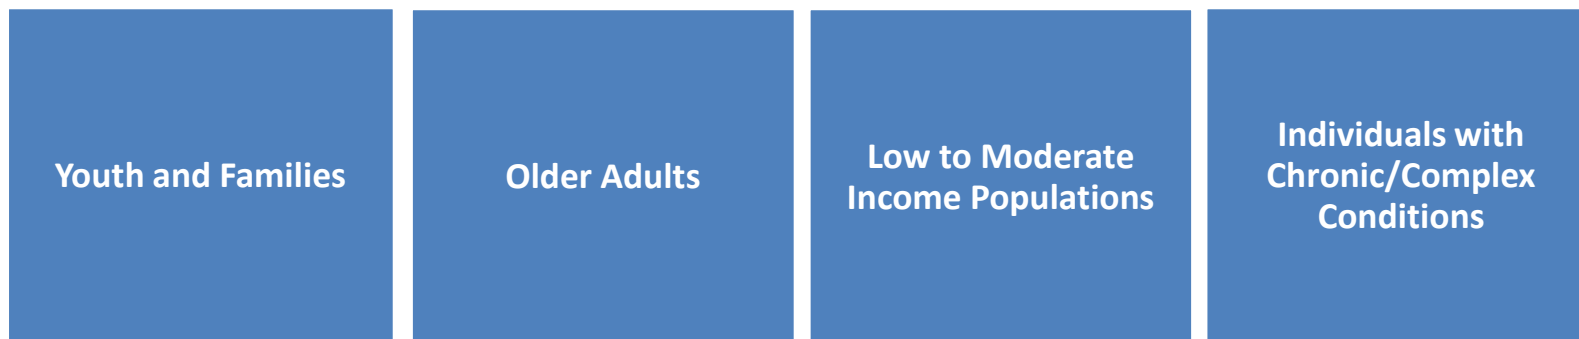 Youth and Families
Older Adults
Low to Moderate
Income Populations
Individuals with
Chronic/Complex
Conditions